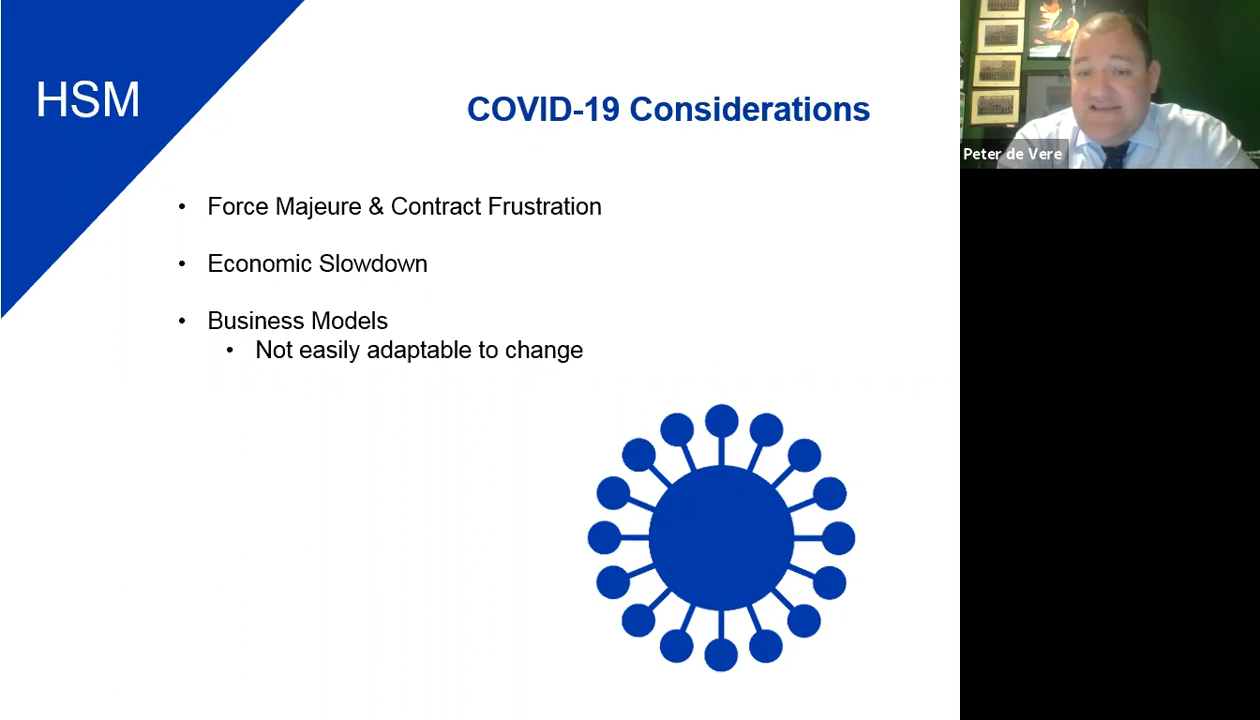 HSM
COVID-19 Considerations
• Force Majeure & Contract Frustration
• Economic Slowdown
• Business Models
• Not easily adaptable to change
Peter de Vere